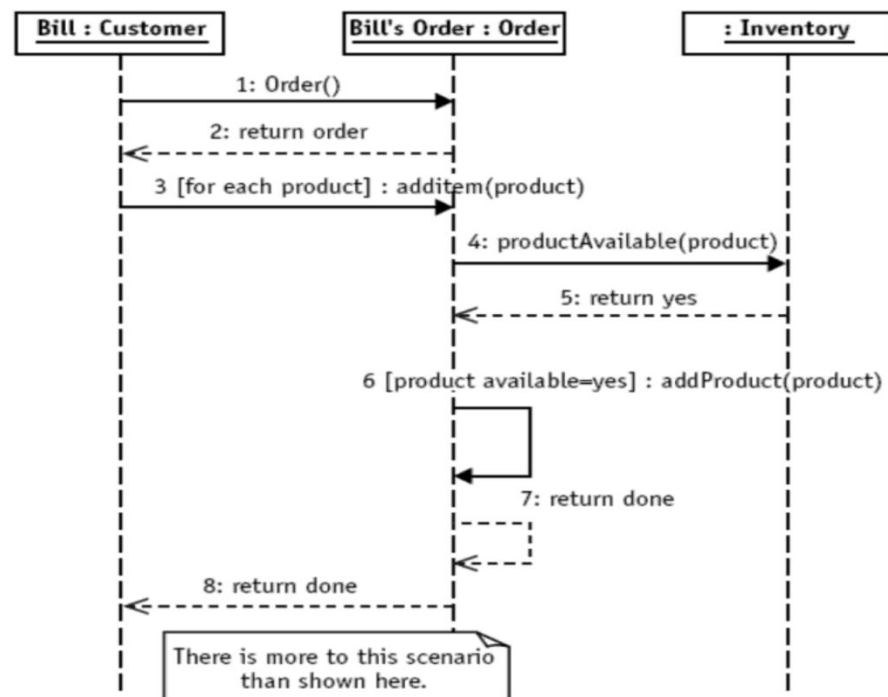 Bill : Customer
Bill's Order : Order
: Inventory
1: Order()
2: return order
3 [for each product] : additem(product)
4: productAvailable(product)
5: return yes
6 [product available=yes] : addProduct(product)
7: return done
8: return done
There is more to this scenario
than shown here.